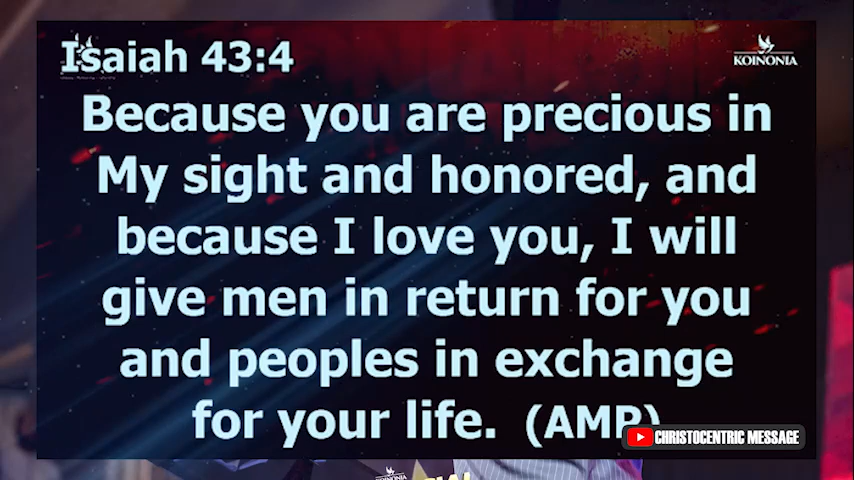 Isaiah 43:4
KOINONIA
Because you are precious in
My sight and honored, and
because I love you, I will
give men in return for you
and peoples in exchange
for your life. (AMP)
CHRISTOCENTRIC MESSAGE
KOINONIA